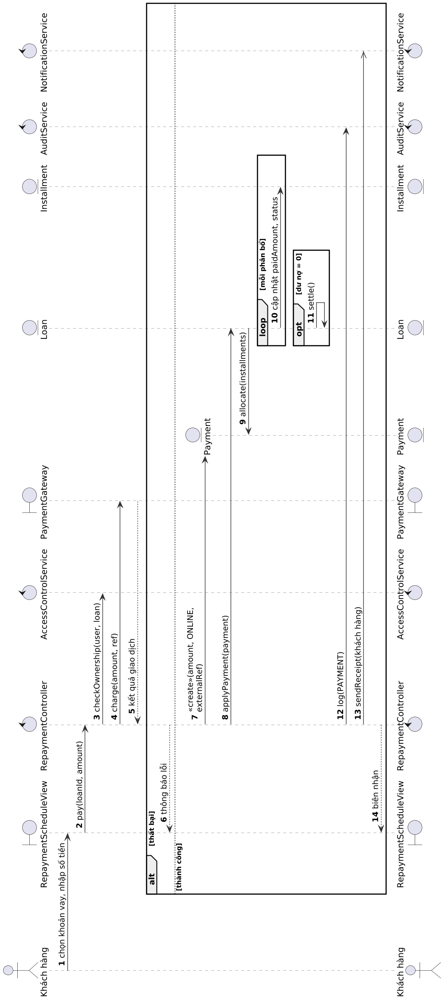 Khách hàng
RepaymentScheduleView
RepaymentController
AccessControlService
PaymentGateway
Loan
Installment
AuditService
NotificationService
1 chọn khoản vay, nhập số tiền
2 pay(loanId, amount)
3 checkOwnership(user, loan)
4 charge(amount, ref)
5 kết quả giao dịch
alt
[thất bại]
6 thông báo lỗi
[thành công]
7 «create»(amount, ONLINE,
externalRef)
Payment
8 applyPayment(payment)
9 allocate(installments)
loop
[mỗi phân bổ]
10 cập nhật paidAmount, status
opt
[dư nợ = 0]
11 settle()
12 log(PAYMENT)
13 sendReceipt(khách hàng)
14 biên nhận
Khách hàng
RepaymentScheduleView
RepaymentController
AccessControlService
PaymentGateway
Payment
Loan
Installment
AuditService
NotificationService